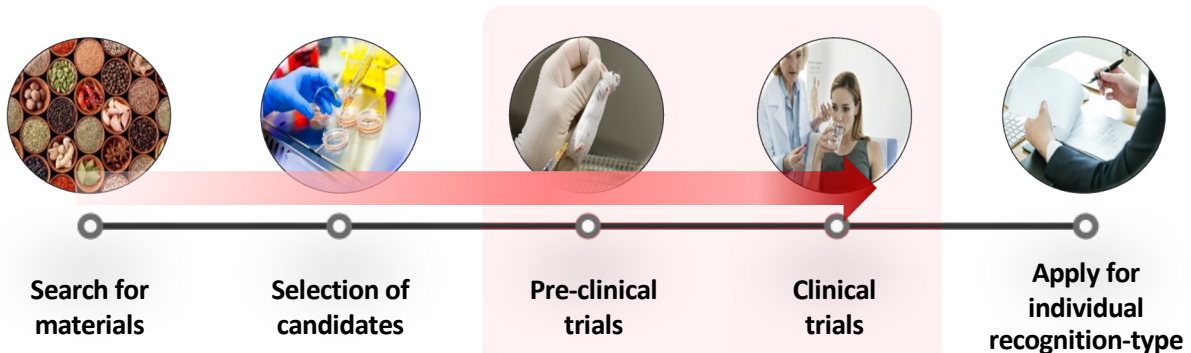 Search for
materials
Selection of
candidates
Pre-clinical
trials
Clinical
trials
Apply for
individual
recognition-type